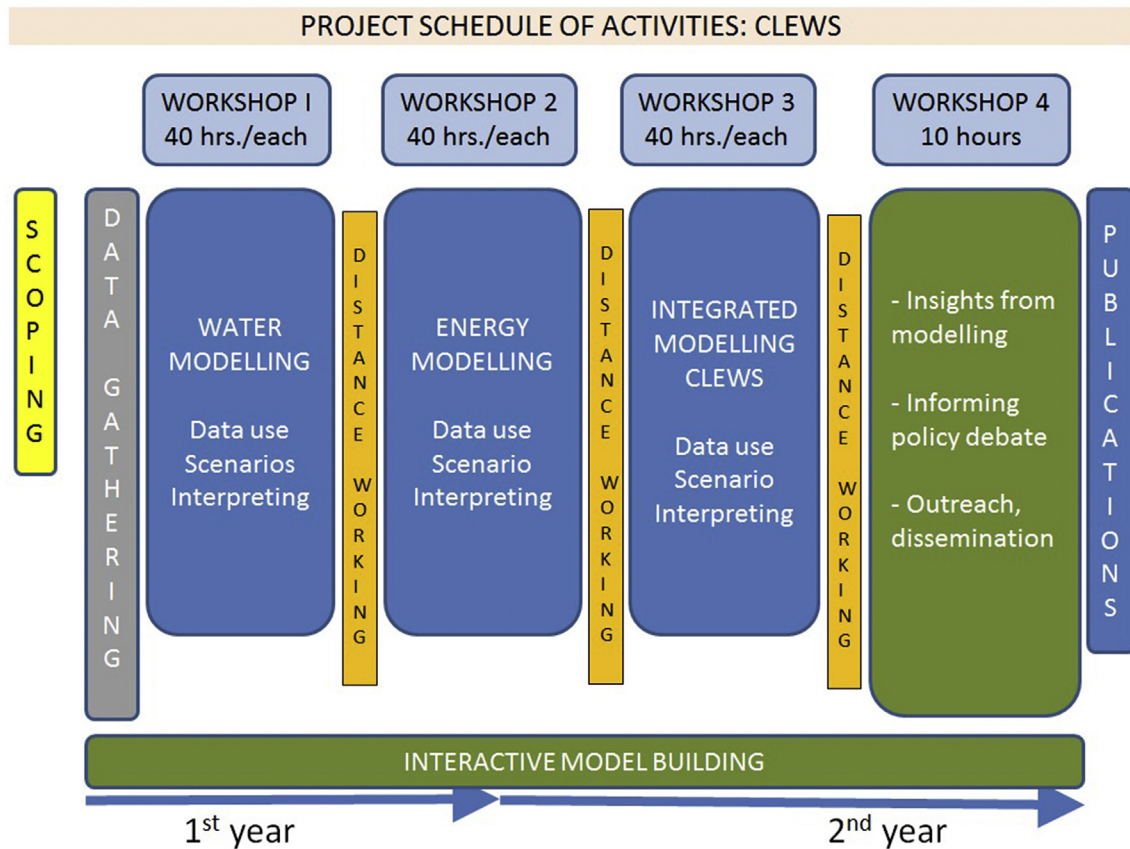 PROJECT SCHEDULE OF ACTIVITIES: CLEWS
WORKSHOP I
40 hrs./each
WORKSHOP 2
40 hrs./each
WORKSHOP 3
40 hrs./each
WORKSHOP 4
10 hours
SCOPING
DATA GATHERING
WATER
MODELLING
Data use
Scenarios
Interpreting
DISTANCE WORKING
ENERGY
MODELLING
Data use
Scenario
Interpreting
DISTANCE WORKING
INTEGRATED
MODELLING
CLEWS
Data use
Scenario
Interpreting
DISTANCE WORKING
- Insights from
modelling
- Informing
policy debate
- Outreach,
dissemination
PUBLICATIONS
INTERACTIVE MODEL BUILDING
1st year
2nd year